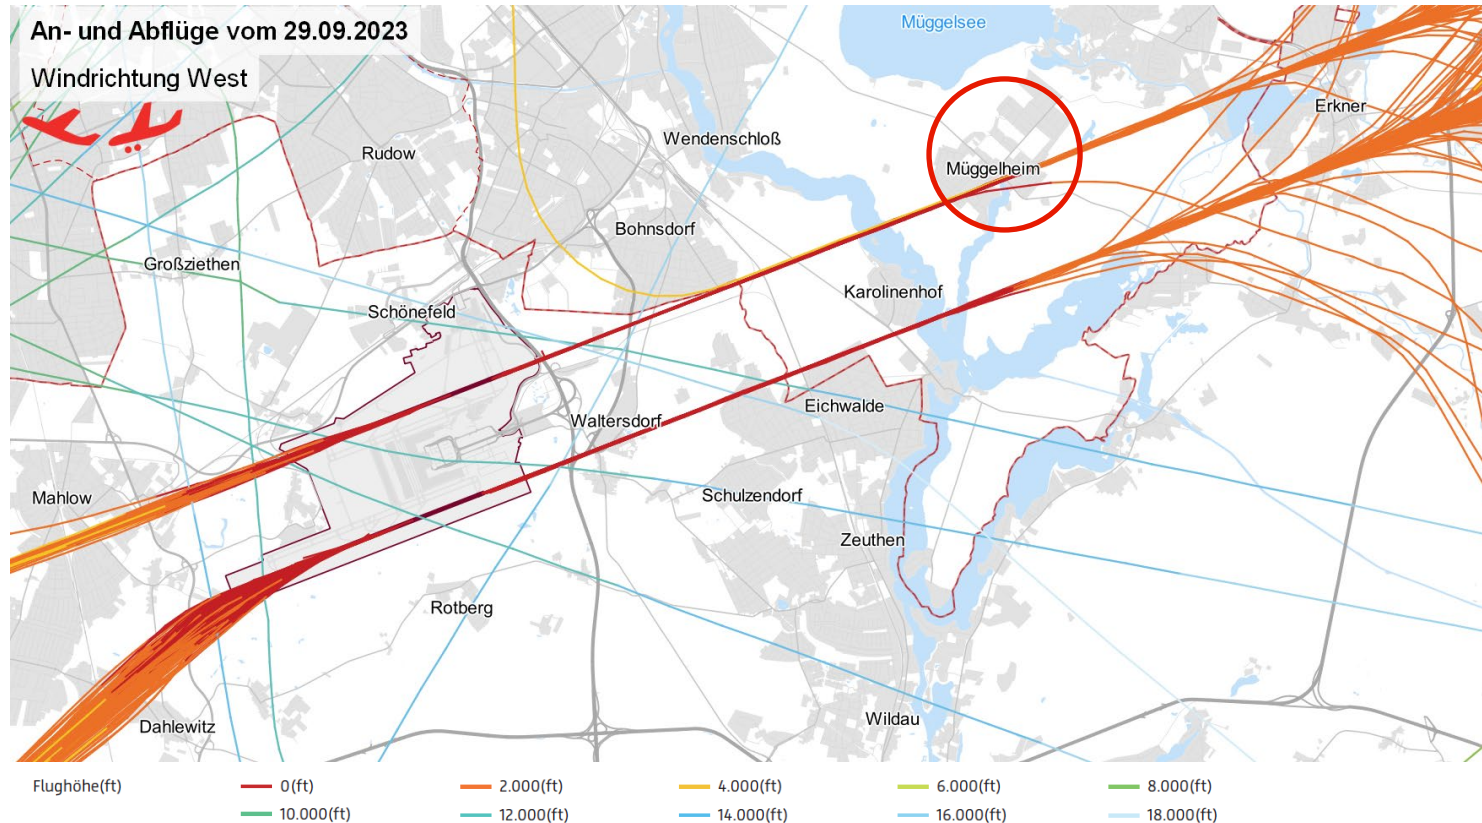 An- und Abflüge vom 29.09.2023
Windrichtung West
Müggelsee
Erkner
Wendenschloß
Rudow
Müggelheim
Bohnsdorf
Großziethen
Karolinenhof
Schönefeld
Eichwalde
Waltersdorf
Mahlow
Schulzendorf
Zeuthen
Rotberg
Wildau
Dahlewitz
Flughöhe(ft) 0(ft) 2.000(ft) 4.000(ft) 6.000(ft) 8.000(ft)
10.000(ft) 12.000(ft) 14.000(ft) 16.000(ft) 18.000(ft)